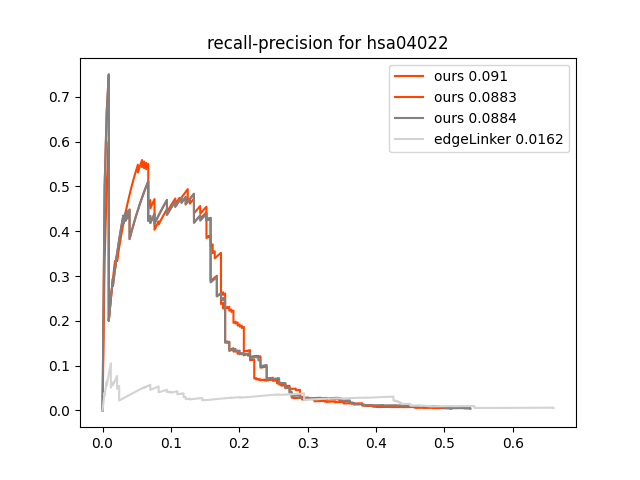 recall-precision for hsa04022
ours 0.091
ours 0.0883
ours 0.0884
edgeLinker 0.0162
0.7
0.6
0.5
0.4
0.3
0.2
0.1
0.0
0.0 0.1 0.2 0.3 0.4 0.5 0.6